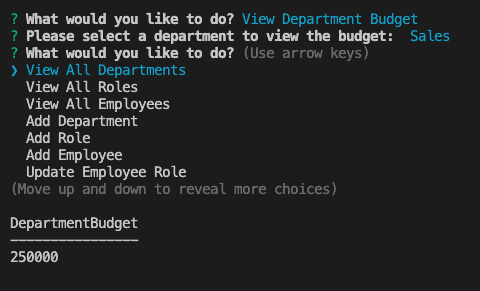 ? What would you like to do? View Department Budget
? Please select a department to view the budget:  Sales
? What would you like to do? (Use arrow keys)
❯ View All Departments
  View All Roles
  View All Employees
  Add Department
  Add Role
  Add Employee
  Update Employee Role
(Move up and down to reveal more choices)

DepartmentBudget
----------------
250000